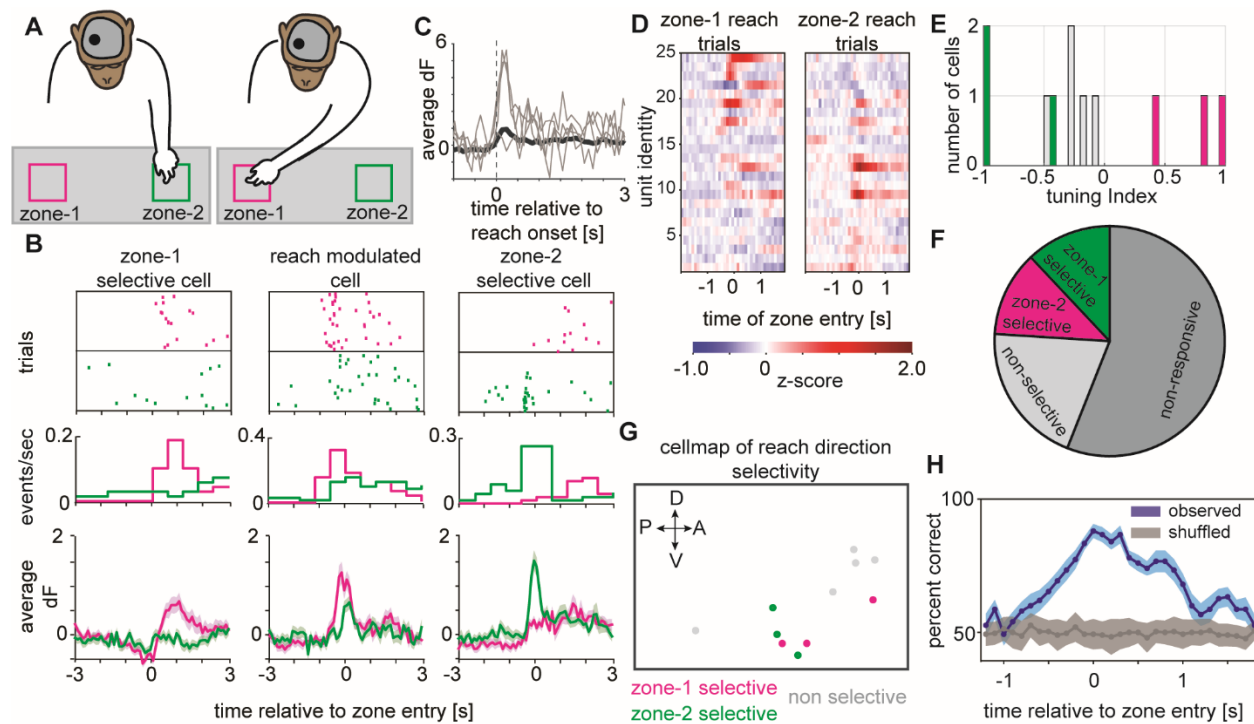 A
zone-1
zone-2
zone-1
zone-2
B
zone-1
selective cell
reach modulated
cell
zone-2
selective cell
trials
events/sec
0.2
0
0.4
0
0.3
0
average
dF
2
0
2
0
2
0
-3
0
3
-3
0
3
-3
0
3
time relative to zone entry [s]
C
average dF
6
0
0
3
time relative to
reach onset [s]
D
zone-1 reach
trials
zone-2 reach
trials
unit identity
25
20
15
10
5
-1
0
1
-1
0
1
time of zone entry [s]
-1.0
0
2.0
z-score
E
number of cells
2
1
0
-1
-0.5
0
0.5
1
tuning Index
F
zone-1
selective
zone-2
selective
non-selective
non-responsive
G
cellmap of reach direction
selectivity
D
P
A
V
zone-1 selective
non selective
zone-2 selective
H
percent correct
100
50
observed
shuffled
-1
0
1
time relative to zone entry [s]